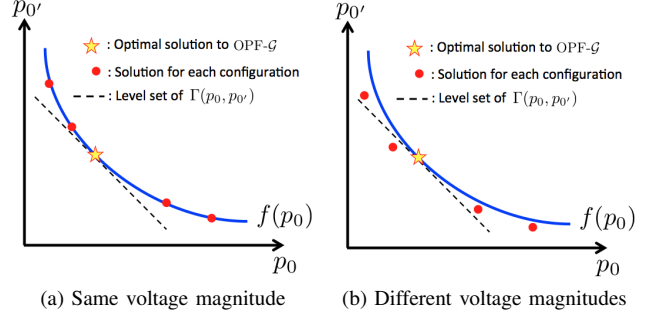 p₀′
: Optimal solution to OPF-𝒢
: Solution for each configuration
: Level set of Γ(p₀, p₀′)
f(p₀)
p₀
(a) Same voltage magnitude
p₀′
: Optimal solution to OPF-𝒢
: Solution for each configuration
: Level set of Γ(p₀, p₀′)
f(p₀)
p₀
(b) Different voltage magnitudes